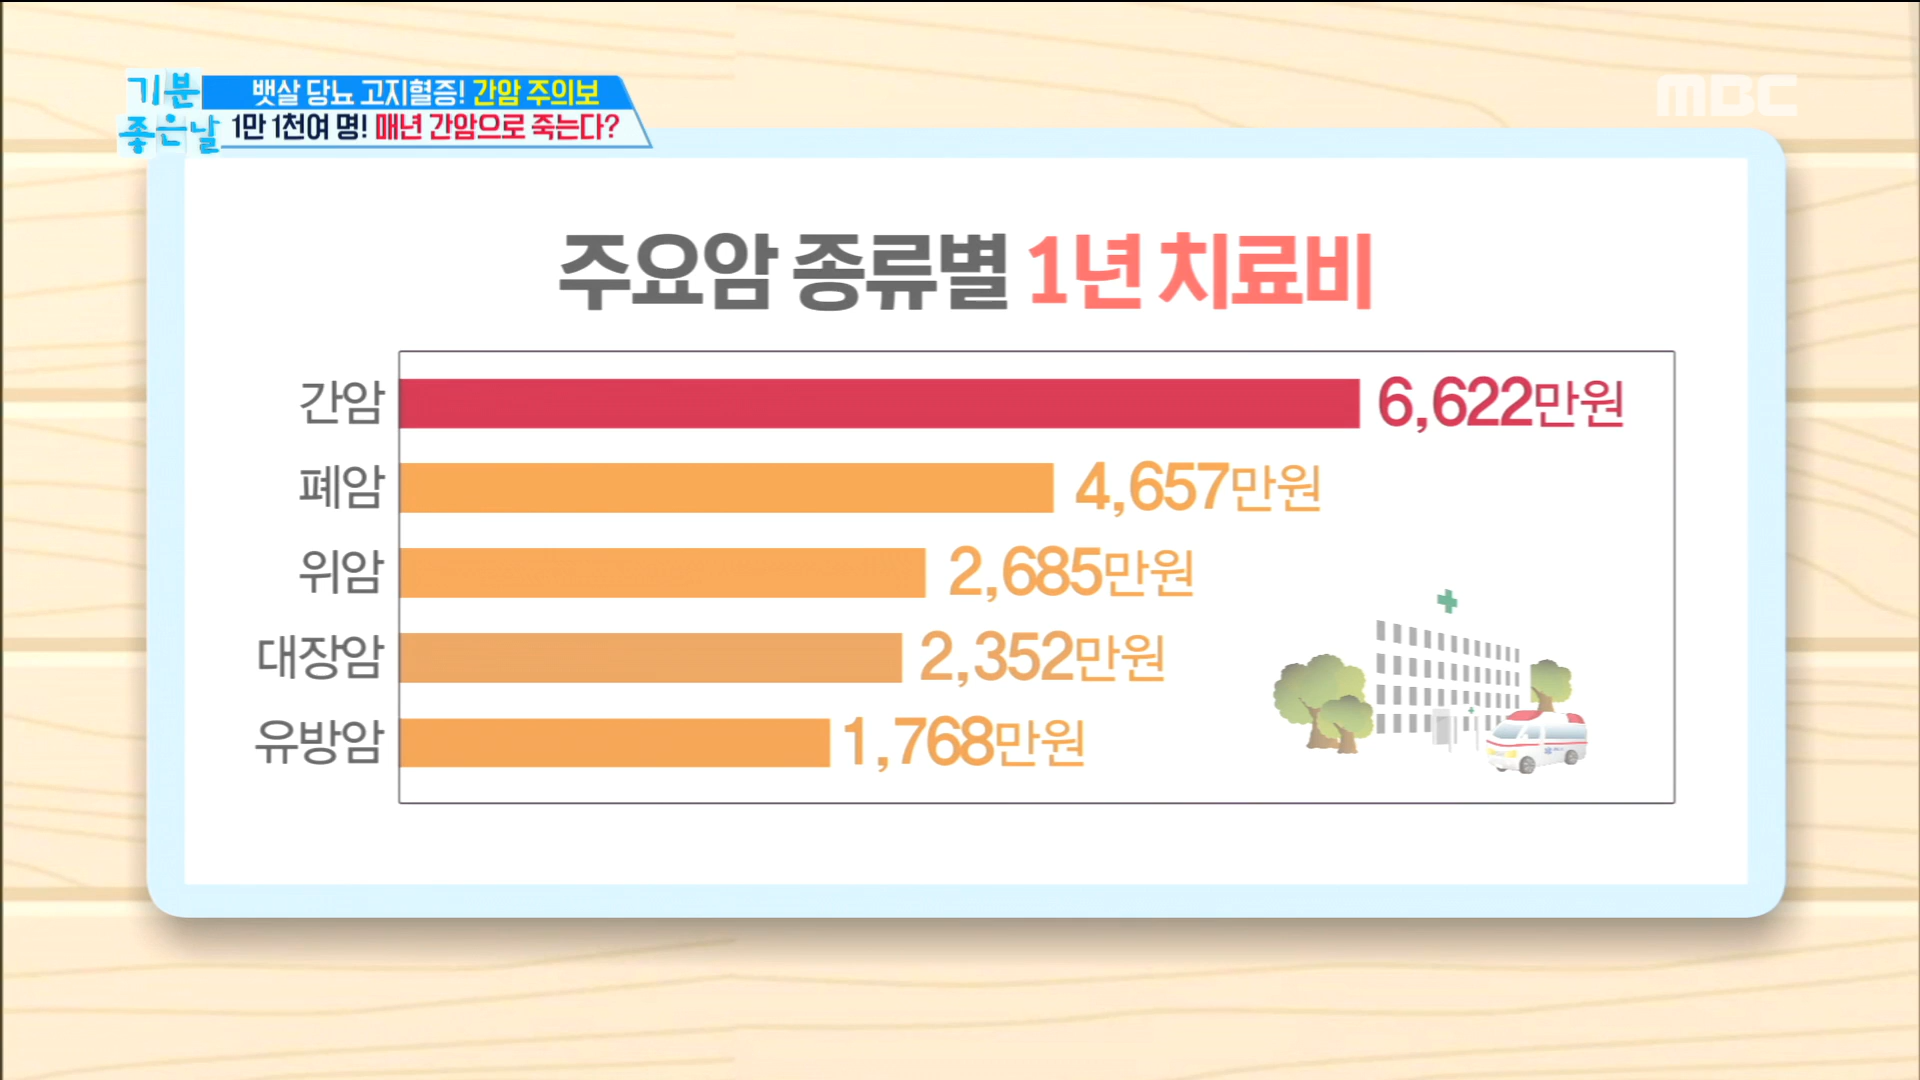 기분
좋은날
뱃살 당뇨 고지혈증! 간암 주의보
1만 1천여 명! 매년 간암으로 죽는다?
MBC
주요암 종류별 1년 치료비
간암 6,622만원
폐암 4,657만원
위암 2,685만원
대장암 2,352만원
유방암 1,768만원